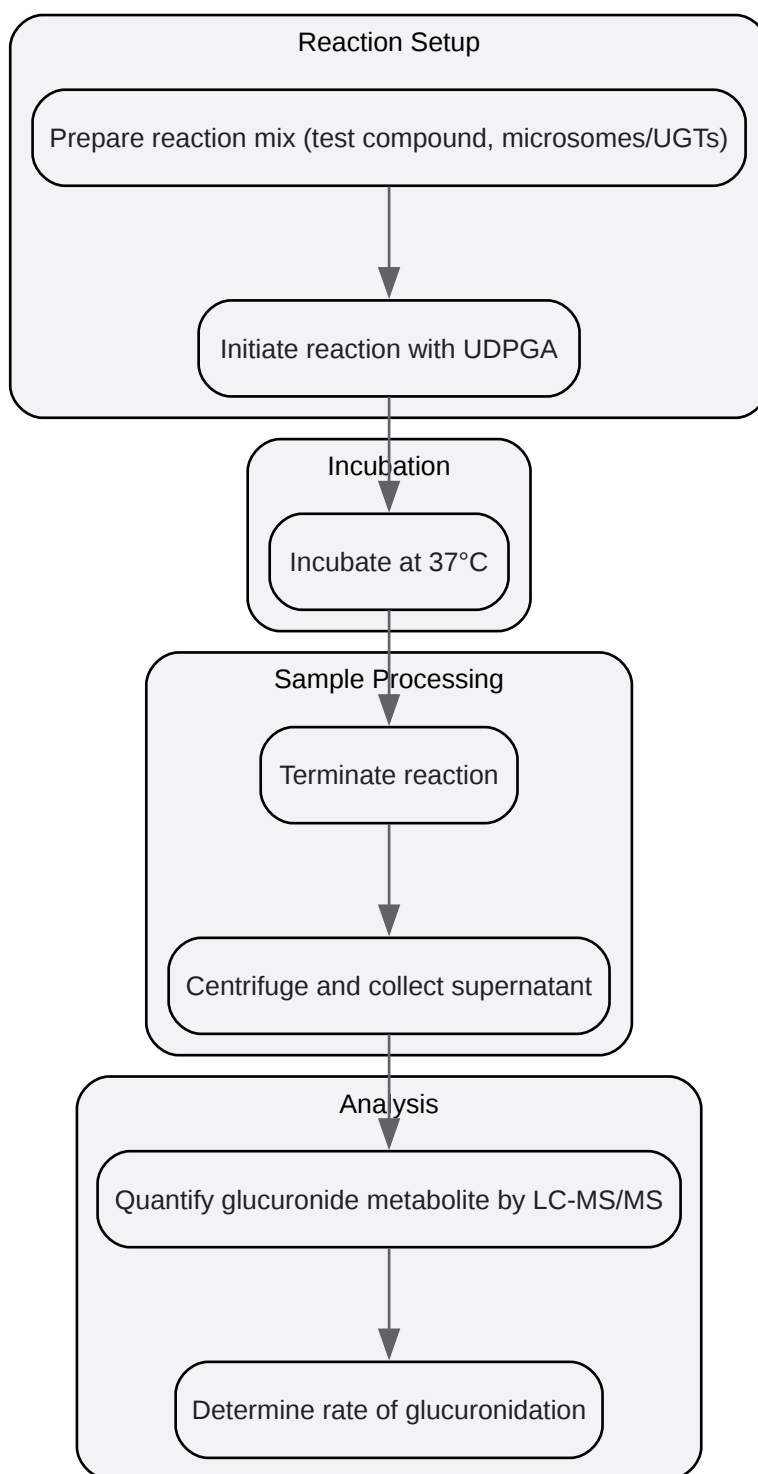 Reaction Setup
Prepare reaction mix (test compound, microsomes/UGTs)
Initiate reaction with UDPGA
Incubation
Incubate at 37°C
Sample Processing
Terminate reaction
Centrifuge and collect supernatant
Analysis
Quantify glucuronide metabolite by LC-MS/MS
Determine rate of glucuronidation